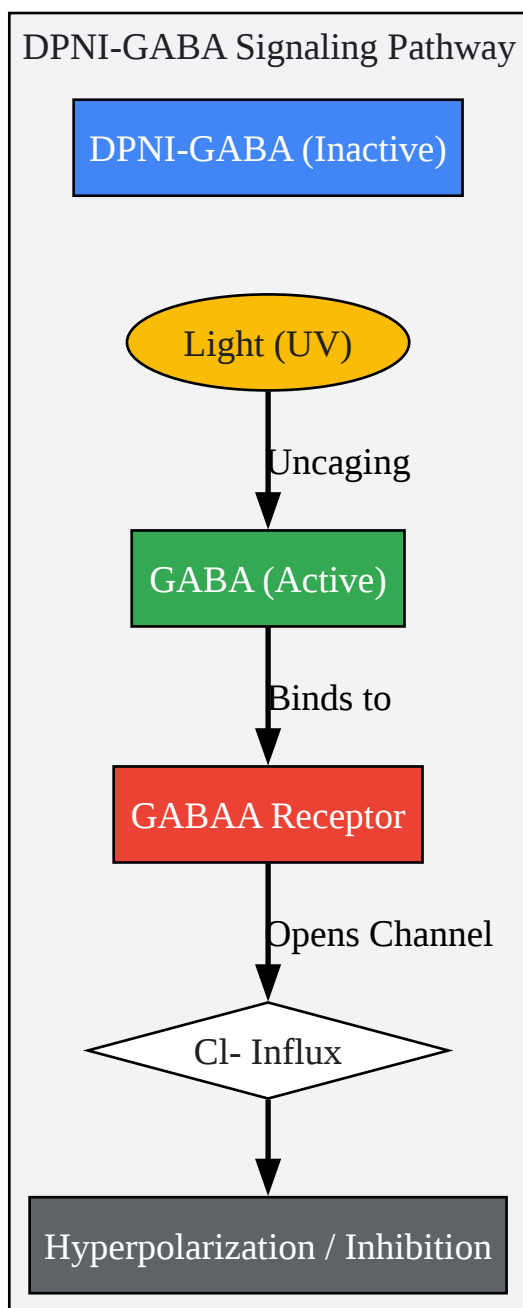 DPNI-GABA Signaling Pathway
DPNI-GABA (Inactive)
Light (UV)
Uncaging
GABA (Active)
Binds to
GABAA Receptor
Opens Channel
Cl- Influx
Hyperpolarization / Inhibition